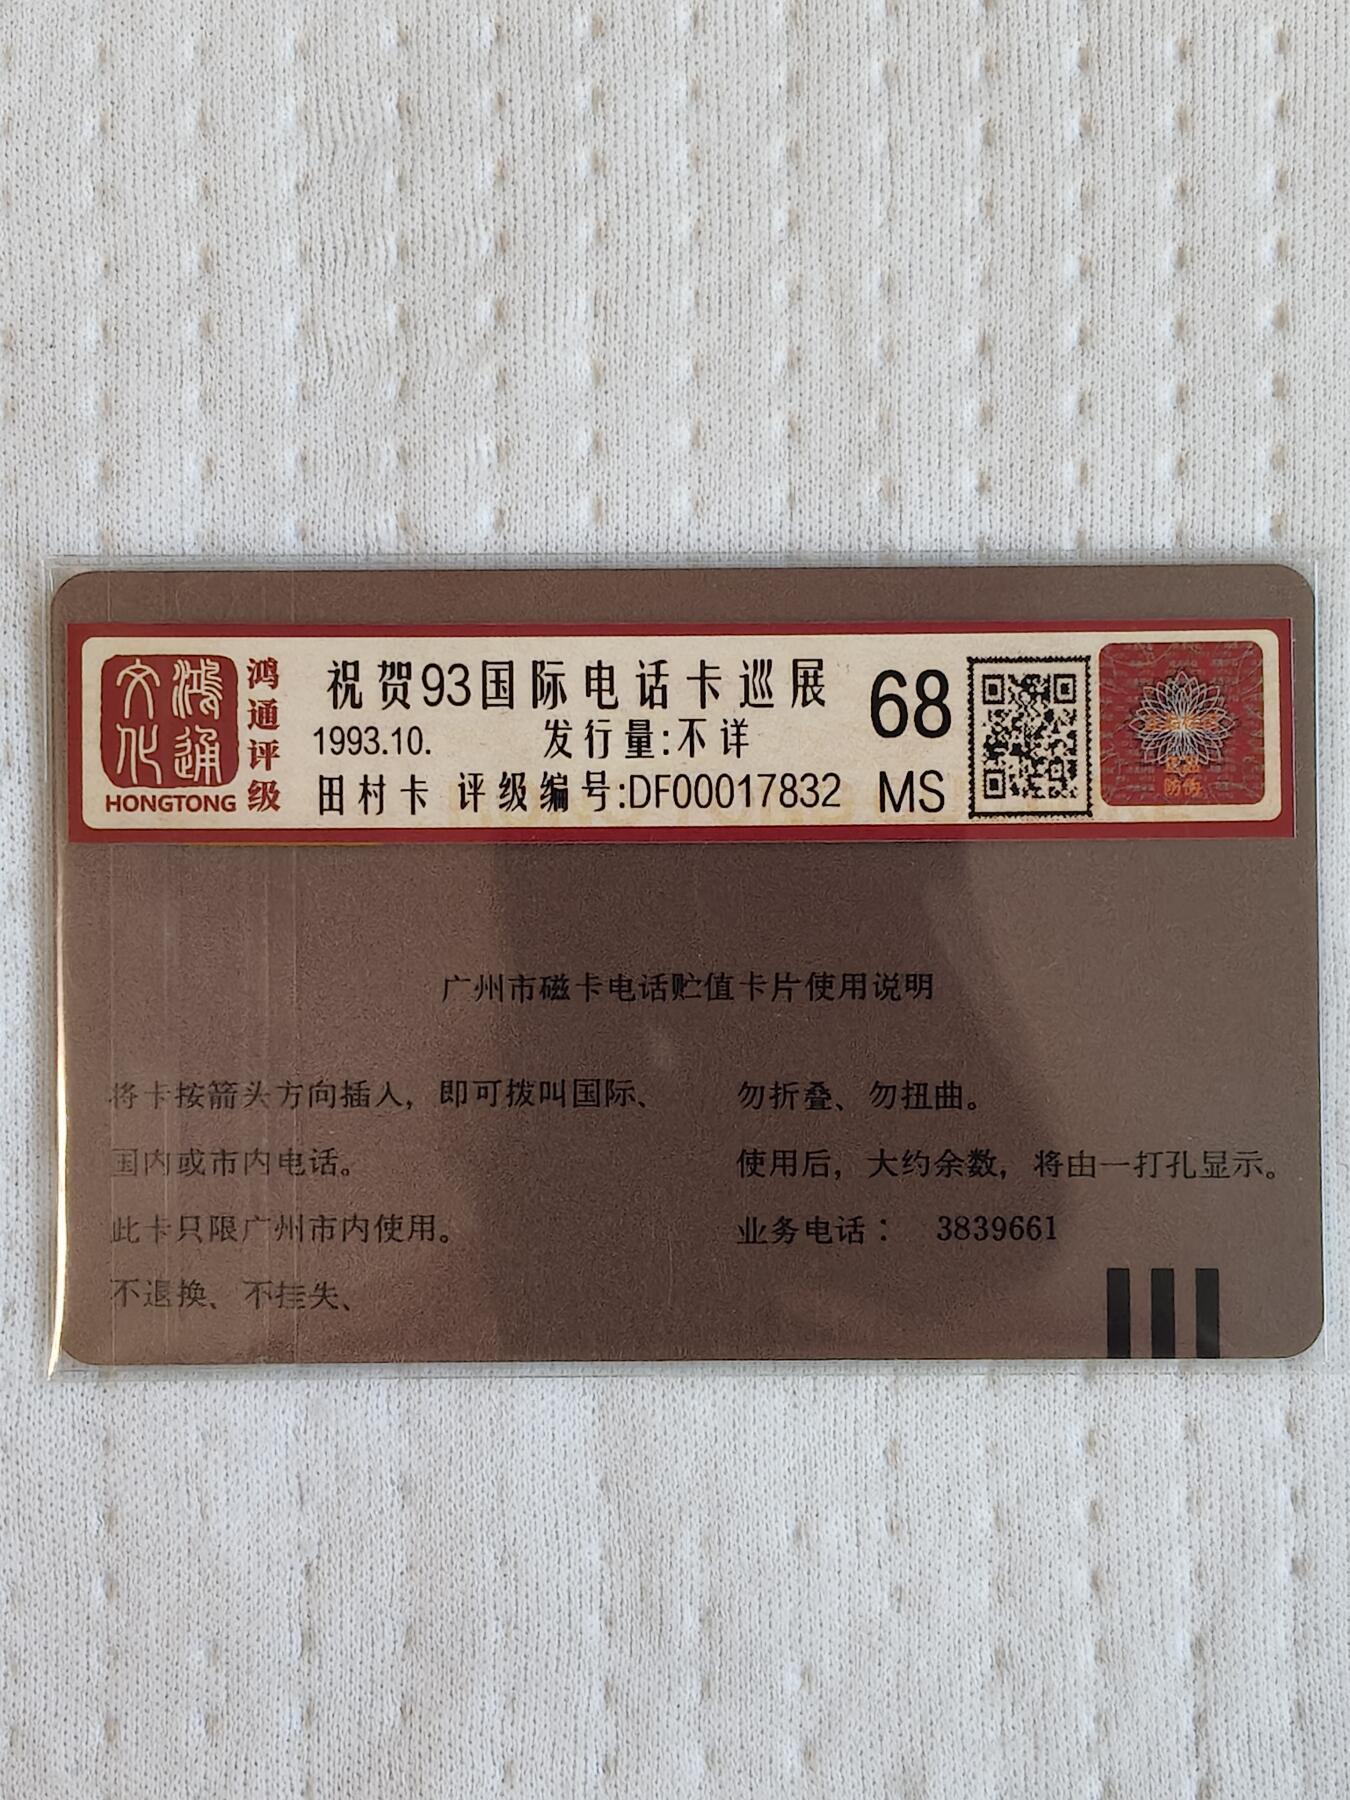 鸿通文化
HONGTONG
鸿通评级
祝贺93国际电话卡巡展
1993.10. 发行量:不详
田村卡 评级编号:DF00017832
68
MS
防伪
广州市磁卡电话贮值卡片使用说明
将卡按箭头方向插入，即可拨叫国际、
国内或市内电话。
此卡只限广州市内使用。
不退换、不挂失、
勿折叠、勿扭曲。
使用后，大约余数，将由一打孔显示。
业务电话： 3839661